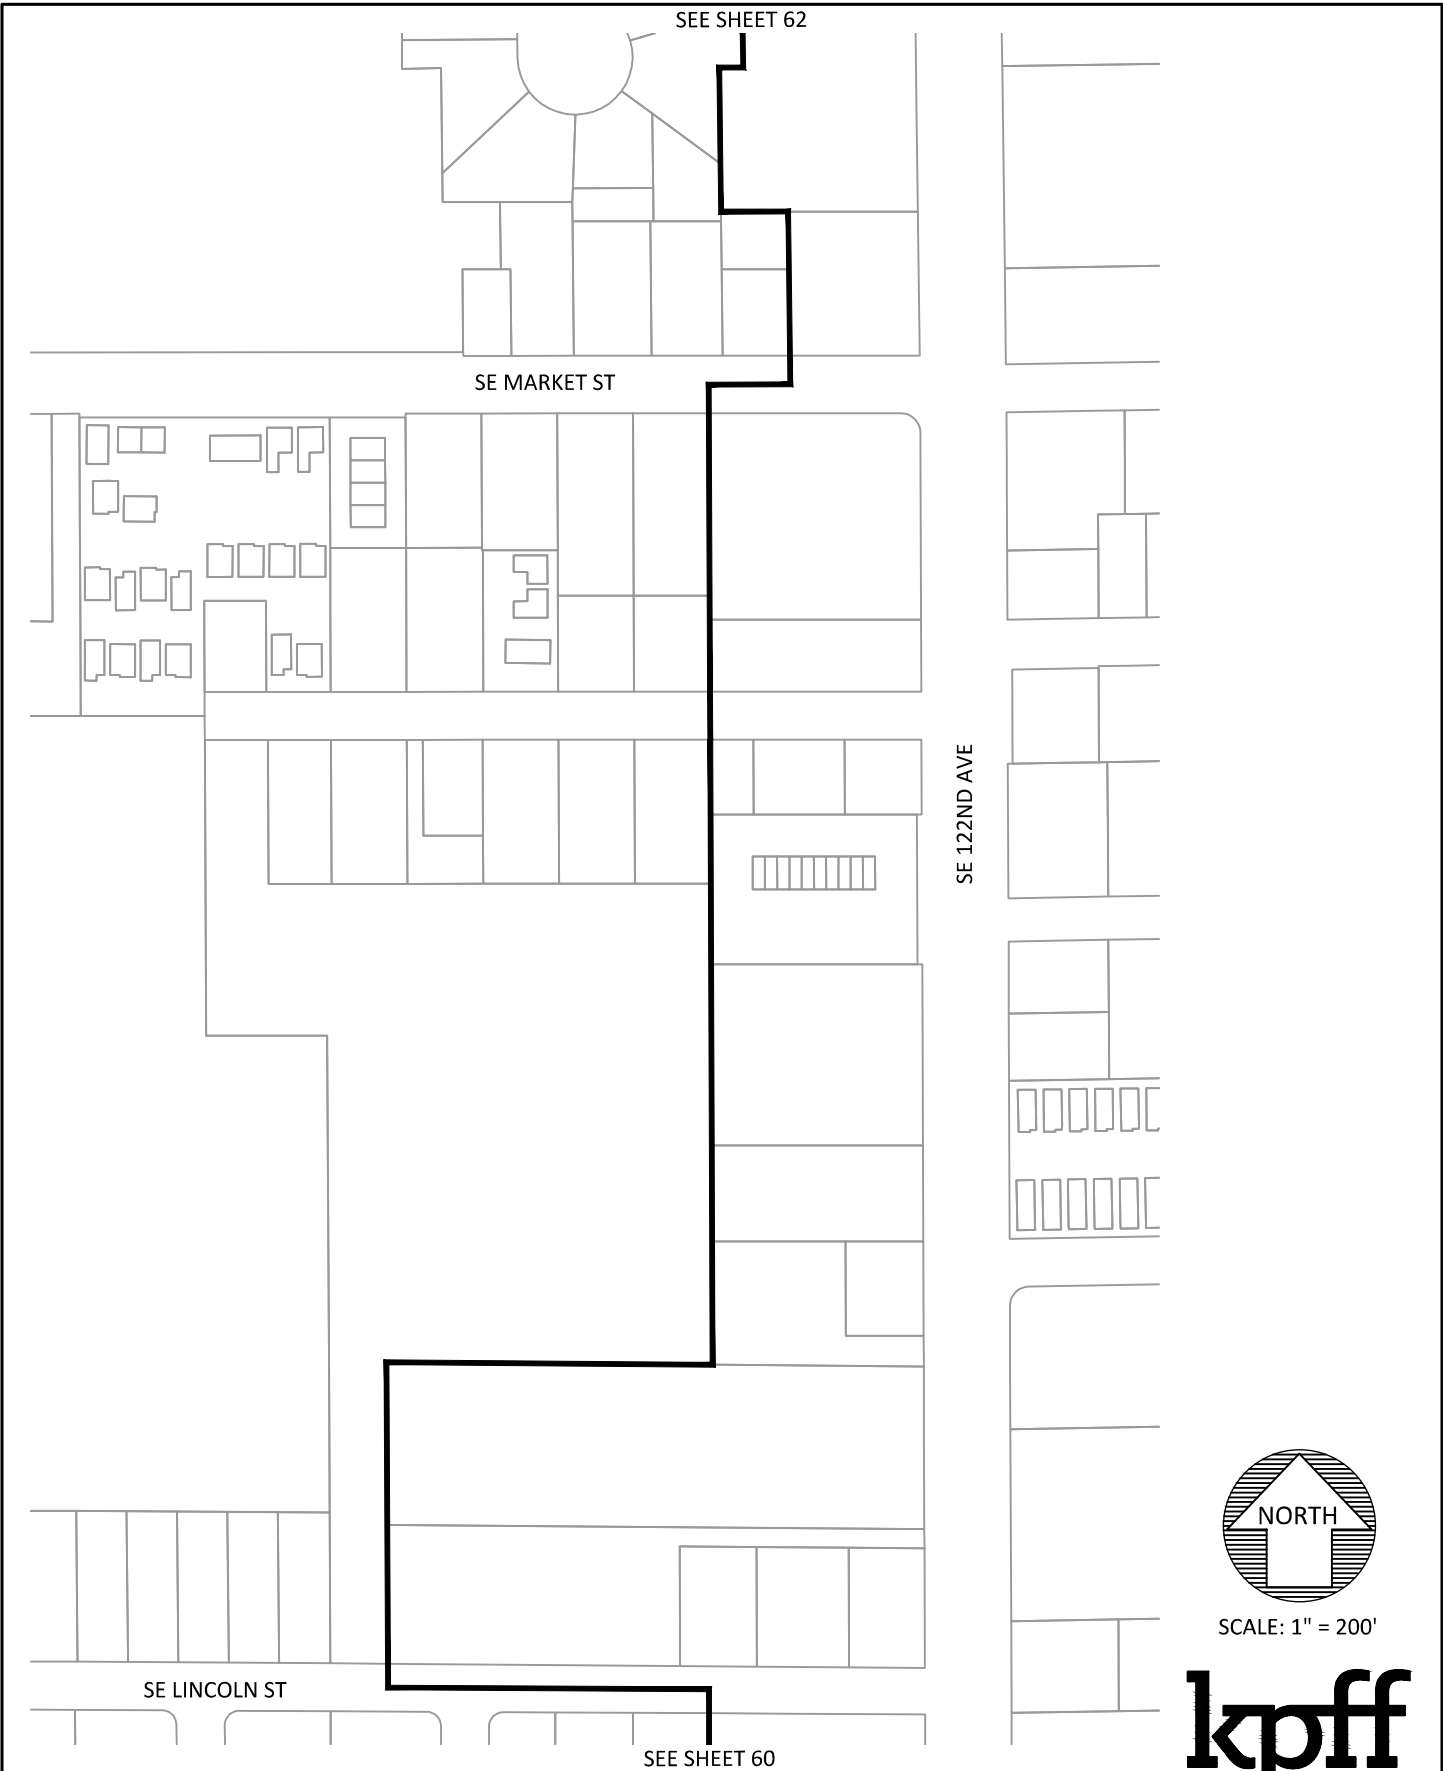 SEE SHEET 62
SE MARKET ST
SE 122ND AVE
NORTH
SCALE: 1" = 200'
SE LINCOLN ST
kpff
SEE SHEET 60